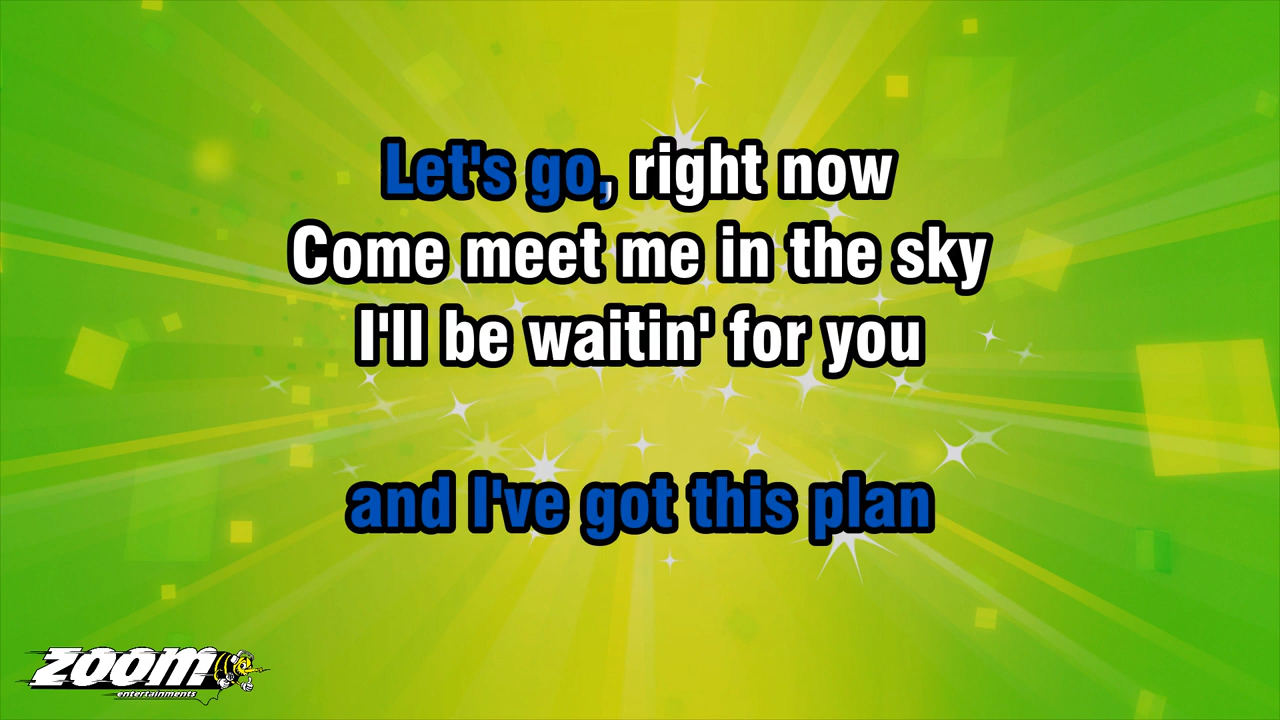 Let's go, right now
Come meet me in the sky
I'll be waitin' for you
and I've got this plan
ZOOM
entertainments